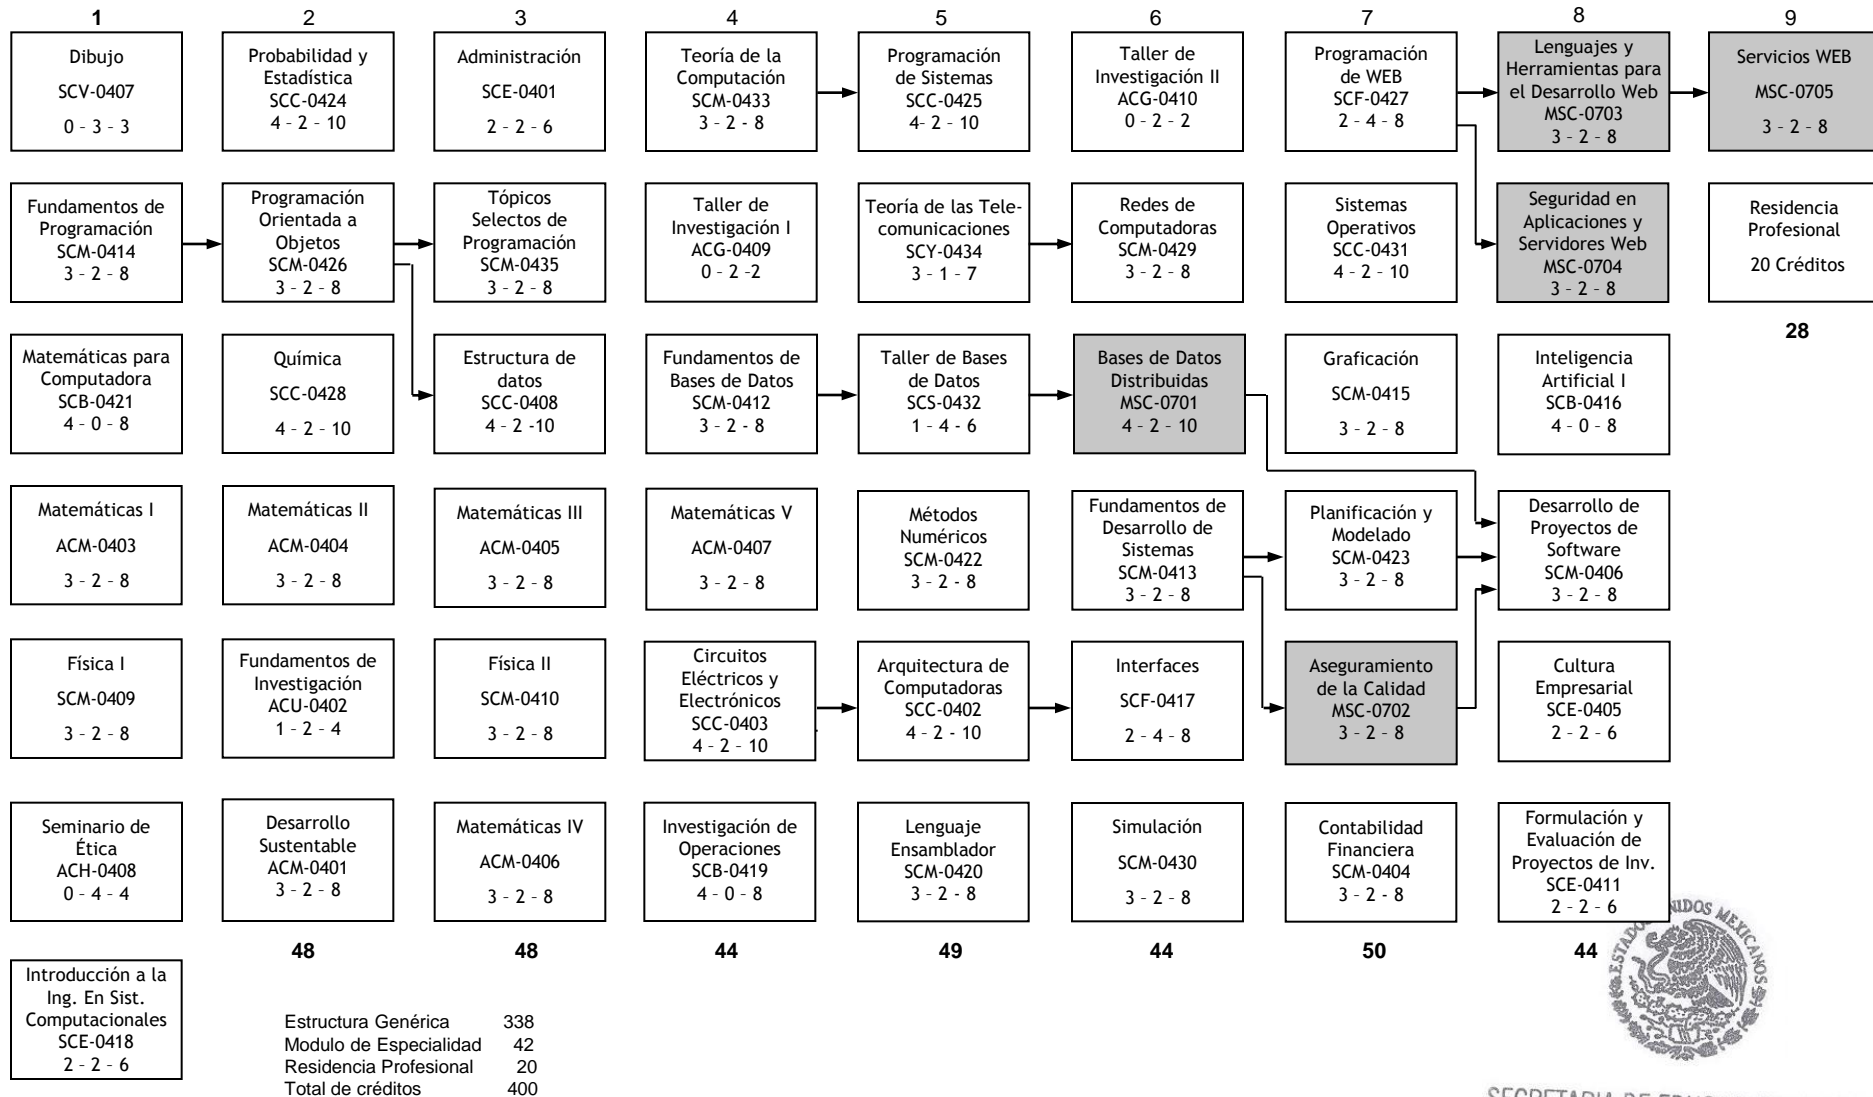 1
2
3
4
5
6
7
8
9
Dibujo
SCV-0407
0 - 3 - 3
Probabilidad y
Estadística
SCC-0424
4 - 2 - 10
Administración
SCE-0401
2 - 2 - 6
Teoría de la
Computación
SCM-0433
3 - 2 - 8
Programación
de Sistemas
SCC-0425
4- 2 - 10
Taller de
Investigación II
ACG-0410
0 - 2 - 2
Programación
de WEB
SCF-0427
2 - 4 - 8
Lenguajes y
Herramientas para
el Desarrollo Web
MSC-0703
3 - 2 - 8
Servicios WEB
MSC-0705
3 - 2 - 8
Fundamentos de
Programación
SCM-0414
3 - 2 - 8
Programación
Orientada a
Objetos
SCM-0426
3 - 2 - 8
Tópicos
Selectos de
Programación
SCM-0435
3 - 2 - 8
Taller de
Investigación I
ACG-0409
0 - 2 -2
Teoría de las Tele-
comunicaciones
SCY-0434
3 - 1 - 7
Redes de
Computadoras
SCM-0429
3 - 2 - 8
Sistemas
Operativos
SCC-0431
4 - 2 - 10
Seguridad en
Aplicaciones y
Servidores Web
MSC-0704
3 - 2 - 8
Residencia
Profesional
20 Créditos
28
Matemáticas para
Computadora
SCB-0421
4 - 0 - 8
Química
SCC-0428
4 - 2 - 10
Estructura de
datos
SCC-0408
4 - 2 -10
Fundamentos de
Bases de Datos
SCM-0412
3 - 2 - 8
Taller de Bases
de Datos
SCS-0432
1 - 4 - 6
Bases de Datos
Distribuidas
MSC-0701
4 - 2 - 10
Graficación
SCM-0415
3 - 2 - 8
Inteligencia
Artificial I
SCB-0416
4 - 0 - 8
Matemáticas I
ACM-0403
3 - 2 - 8
Matemáticas II
ACM-0404
3 - 2 - 8
Matemáticas III
ACM-0405
3 - 2 - 8
Matemáticas V
ACM-0407
3 - 2 - 8
Métodos
Numéricos
SCM-0422
3 - 2 - 8
Fundamentos de
Desarrollo de
Sistemas
SCM-0413
3 - 2 - 8
Planificación y
Modelado
SCM-0423
3 - 2 - 8
Desarrollo de
Proyectos de
Software
SCM-0406
3 - 2 - 8
Física I
SCM-0409
3 - 2 - 8
Fundamentos de
Investigación
ACU-0402
1 - 2 - 4
Física II
SCM-0410
3 - 2 - 8
Circuitos
Eléctricos y
Electrónicos
SCC-0403
4 - 2 - 10
Arquitectura de
Computadoras
SCC-0402
4 - 2 - 10
Interfaces
SCF-0417
2 - 4 - 8
Aseguramiento
de la Calidad
MSC-0702
3 - 2 - 8
Cultura
Empresarial
SCE-0405
2 - 2 - 6
Seminario de
Ética
ACH-0408
0 - 4 - 4
Desarrollo
Sustentable
ACM-0401
3 - 2 - 8
Matemáticas IV
ACM-0406
3 - 2 - 8
Investigación de
Operaciones
SCB-0419
4 - 0 - 8
Lenguaje
Ensamblador
SCM-0420
3 - 2 - 8
Simulación
SCM-0430
3 - 2 - 8
Contabilidad
Financiera
SCM-0404
3 - 2 - 8
Formulación y
Evaluación de
Proyectos de Inv.
SCE-0411
2 - 2 - 6
48
48
44
49
44
50
44
Introducción a la
Ing. En Sist.
Computacionales
SCE-0418
2 - 2 - 6
Estructura Genérica 338
Modulo de Especialidad 42
Residencia Profesional 20
Total de créditos 400
MEXICANOS